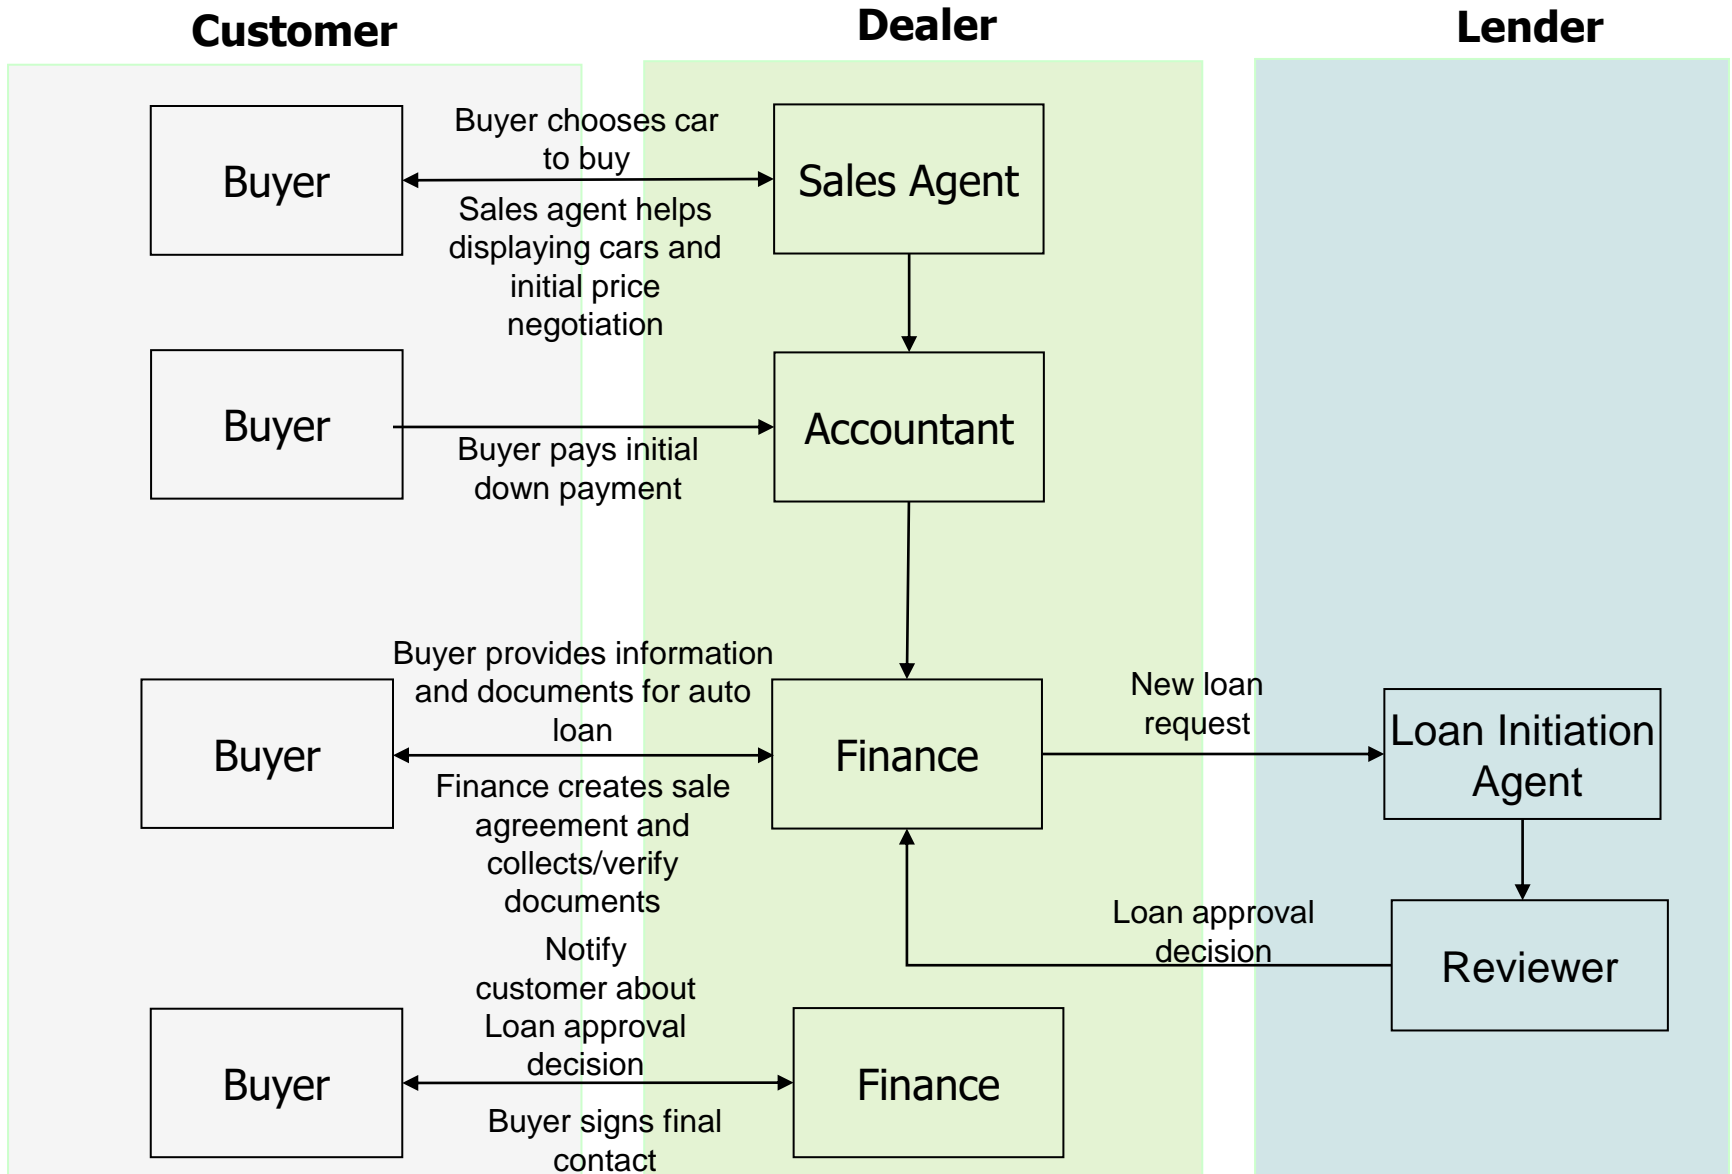 Customer
Dealer
Lender
Buyer
Buyer chooses car
to buy
Sales agent helps
displaying cars and
initial price
negotiation
Sales Agent
Buyer
Buyer pays initial
down payment
Accountant
Buyer
Buyer provides information
and documents for auto
loan
Finance creates sale
agreement and
collects/verify
documents
Finance
New loan
request
Loan Initiation
Agent
Loan approval
decision
Reviewer
Buyer
Notify
customer about
Loan approval
decision
Buyer signs final
contact
Finance